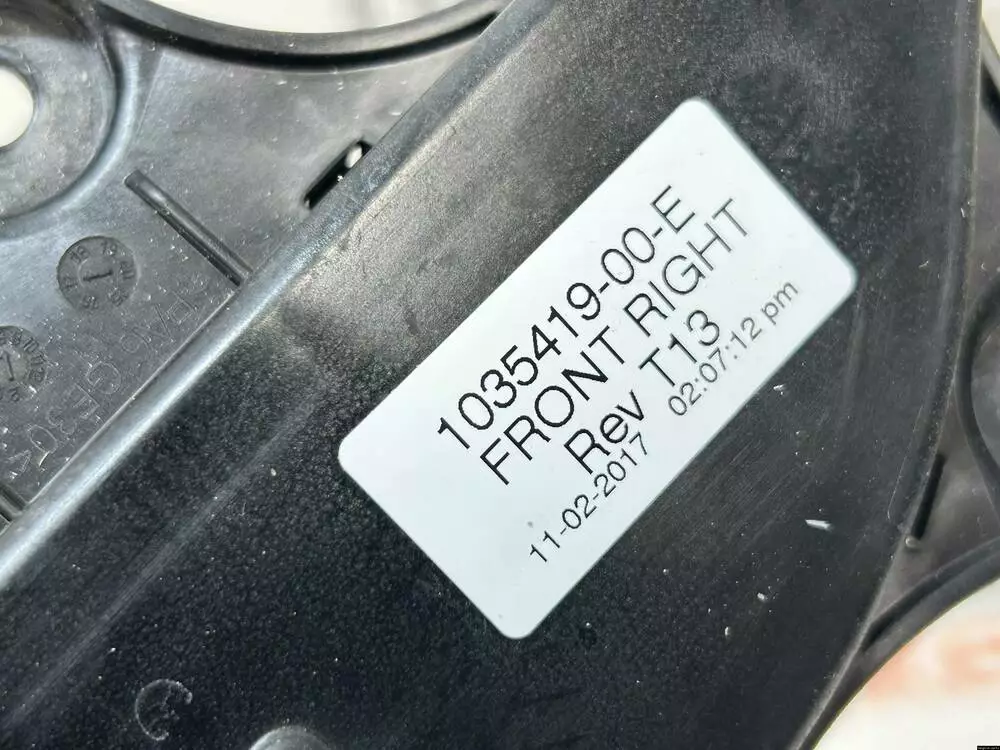 1035419-00-E
FRONT RIGHT
Rev T13
11-02-2017 02:07:12 pm